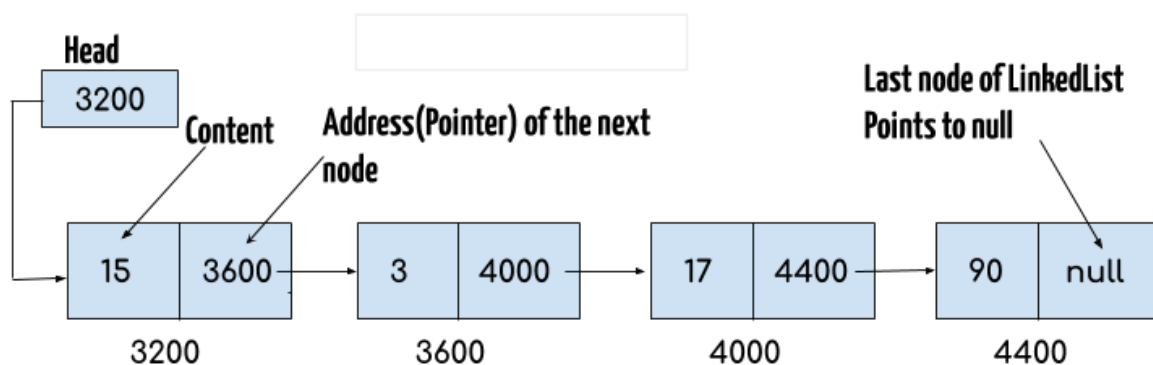 Head
3200
Content
Address(Pointer) of the next
node
Last node of LinkedList
Points to null
15 3600 3 4000 17 4400 90 null
3200 3600 4000 4400